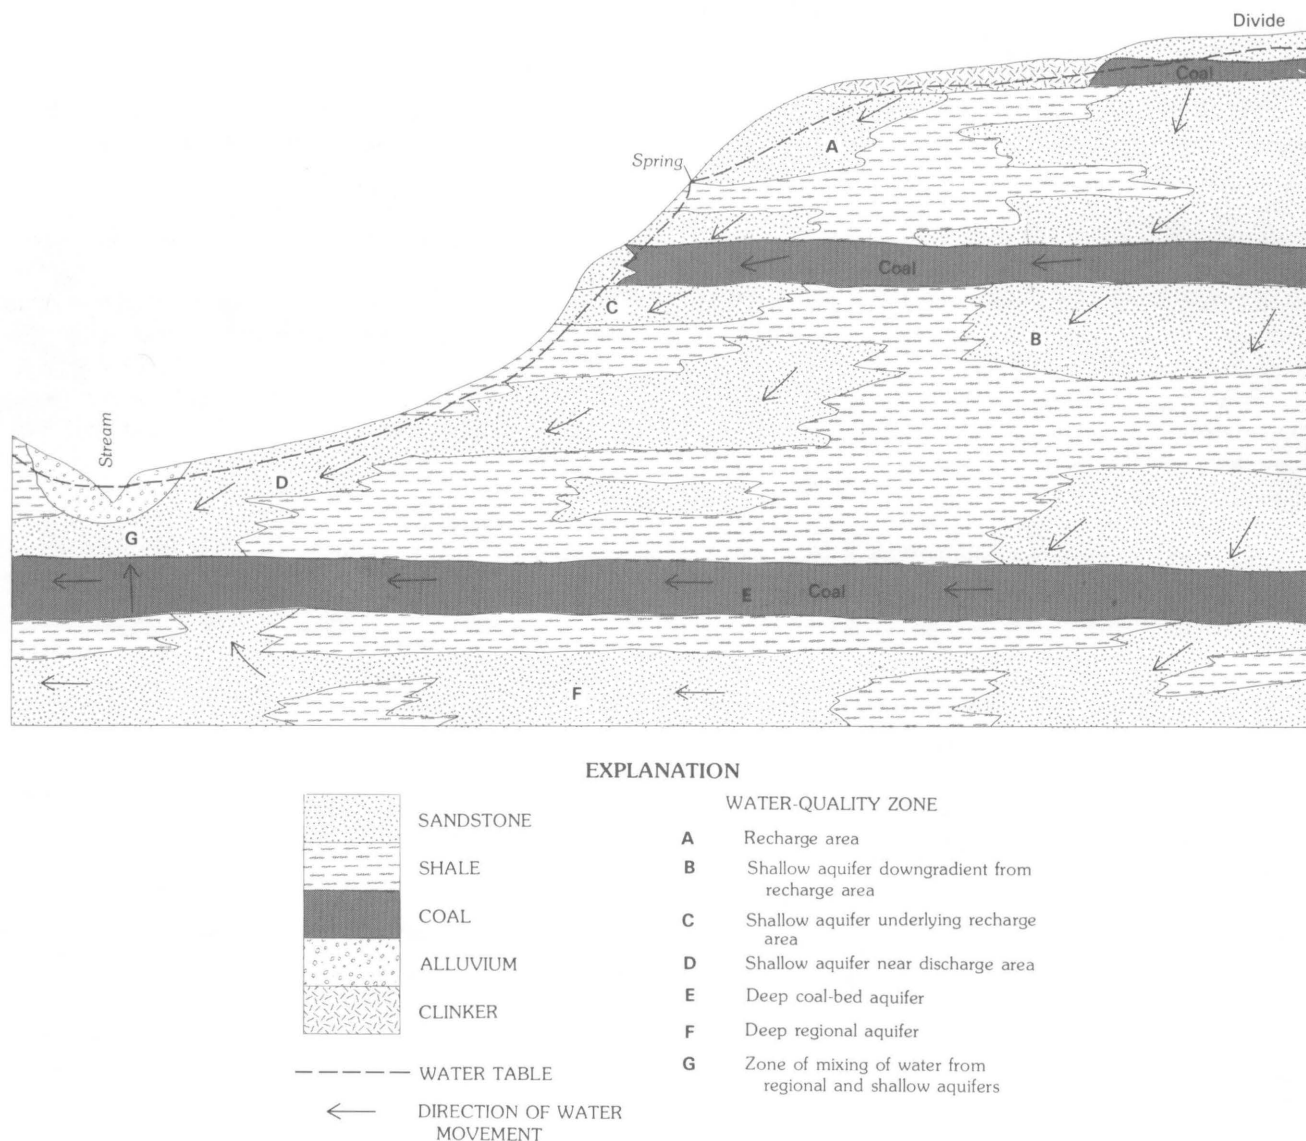 Divide
Coal
A
Spring
Coal
C
B
Stream
D
G
E
Coal
F
EXPLANATION
SANDSTONE
SHALE
COAL
ALLUVIUM
CLINKER
WATER TABLE
DIRECTION OF WATER
MOVEMENT
WATER-QUALITY ZONE
A Recharge area
B Shallow aquifer downgradient from
recharge area
C Shallow aquifer underlying recharge
area
D Shallow aquifer near discharge area
E Deep coal-bed aquifer
F Deep regional aquifer
G Zone of mixing of water from
regional and shallow aquifers